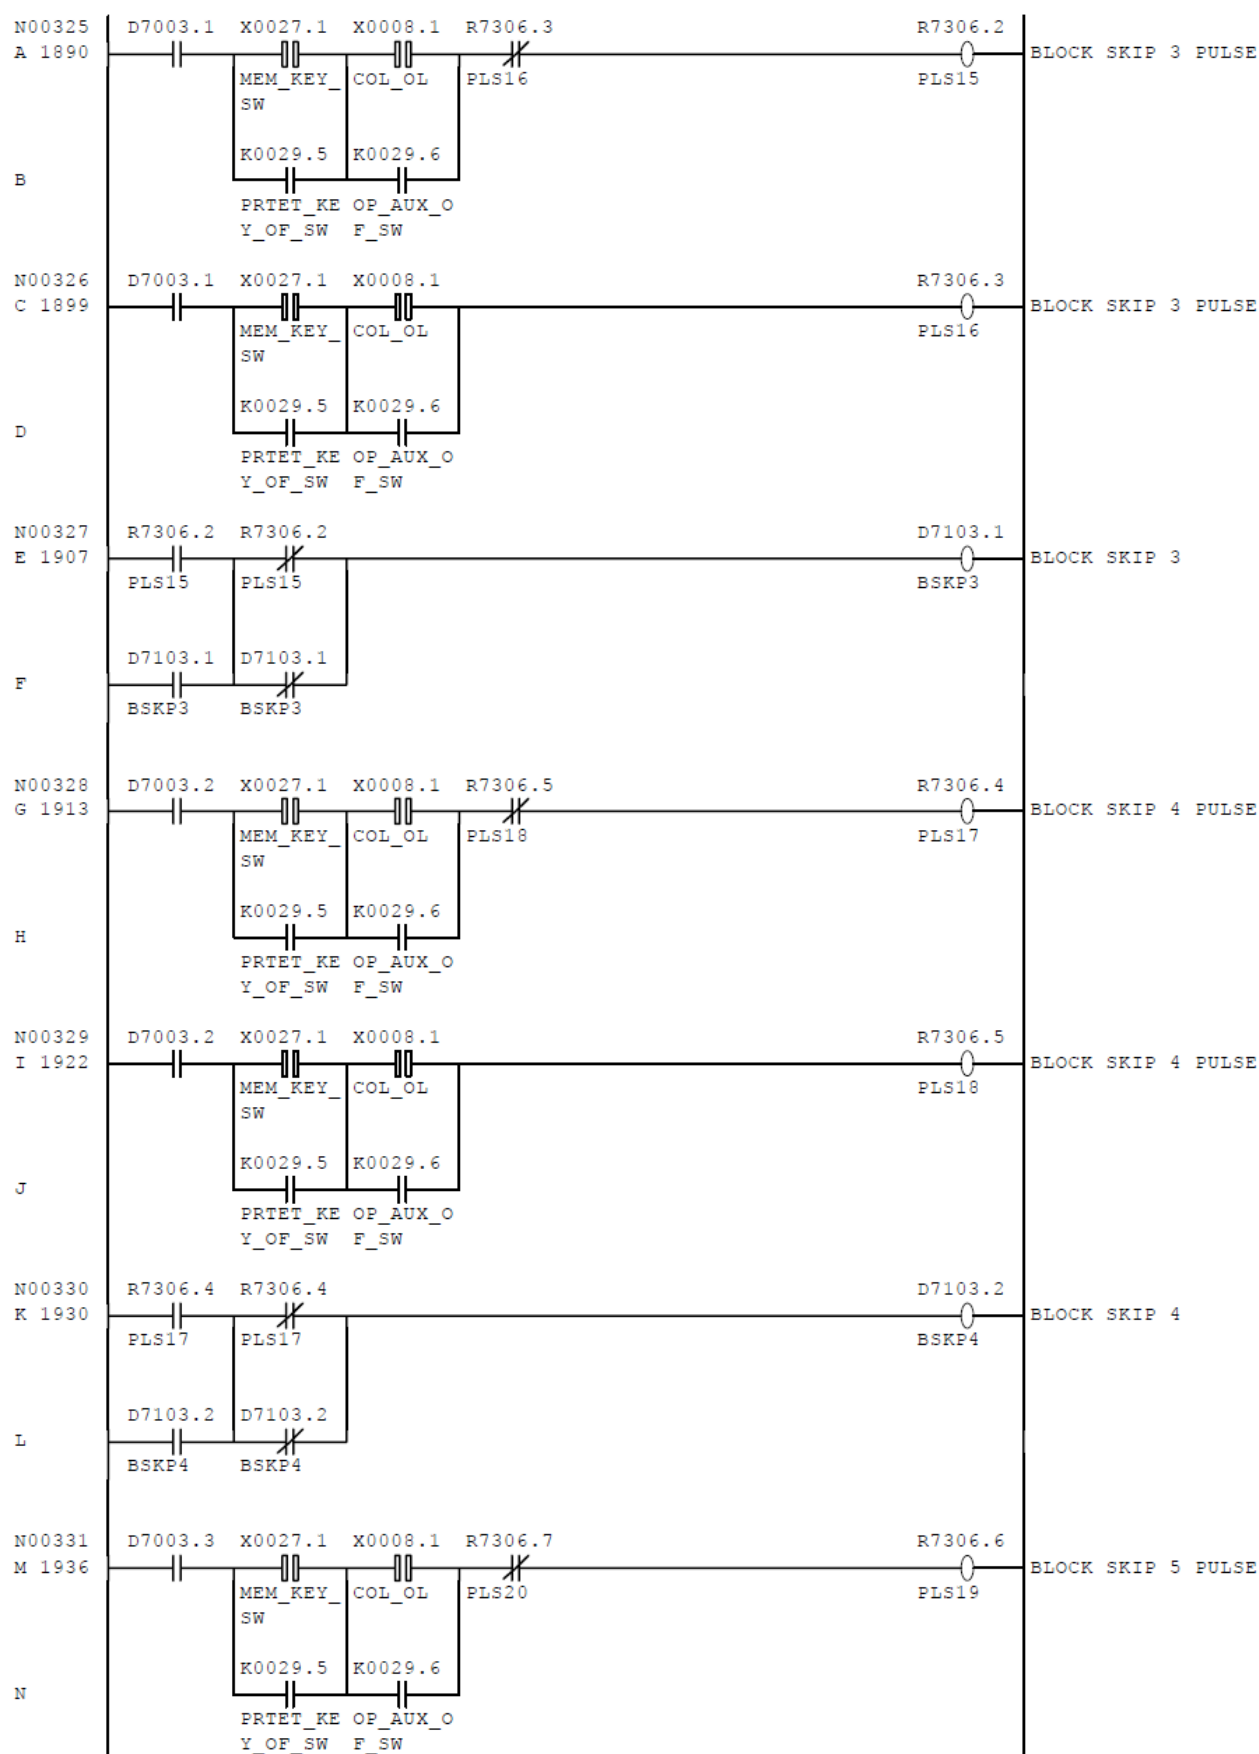 N00325 D7003.1 X0027.1 X0008.1 R7306.3 R7306.2
A 1890 BLOCK SKIP 3 PULSE
MEM_KEY_ COL_OL PLS16 PLS15
SW
K0029.5 K0029.6
B
PRTET_KE OP_AUX_O
Y_OF_SW F_SW
N00326 D7003.1 X0027.1 X0008.1 R7306.3
C 1899 BLOCK SKIP 3 PULSE
MEM_KEY_ COL_OL PLS16
SW
K0029.5 K0029.6
D
PRTET_KE OP_AUX_O
Y_OF_SW F_SW
N00327 R7306.2 R7306.2 D7103.1
E 1907 BLOCK SKIP 3
PLS15 PLS15 BSKP3
D7103.1 D7103.1
F
BSKP3 BSKP3
N00328 D7003.2 X0027.1 X0008.1 R7306.5 R7306.4
G 1913 BLOCK SKIP 4 PULSE
MEM_KEY_ COL_OL PLS18 PLS17
SW
K0029.5 K0029.6
H
PRTET_KE OP_AUX_O
Y_OF_SW F_SW
N00329 D7003.2 X0027.1 X0008.1 R7306.5
I 1922 BLOCK SKIP 4 PULSE
MEM_KEY_ COL_OL PLS18
SW
K0029.5 K0029.6
J
PRTET_KE OP_AUX_O
Y_OF_SW F_SW
N00330 R7306.4 R7306.4 D7103.2
K 1930 BLOCK SKIP 4
PLS17 PLS17 BSKP4
D7103.2 D7103.2
L
BSKP4 BSKP4
N00331 D7003.3 X0027.1 X0008.1 R7306.7 R7306.6
M 1936 BLOCK SKIP 5 PULSE
MEM_KEY_ COL_OL PLS20 PLS19
SW
K0029.5 K0029.6
N
PRTET_KE OP_AUX_O
Y_OF_SW F_SW